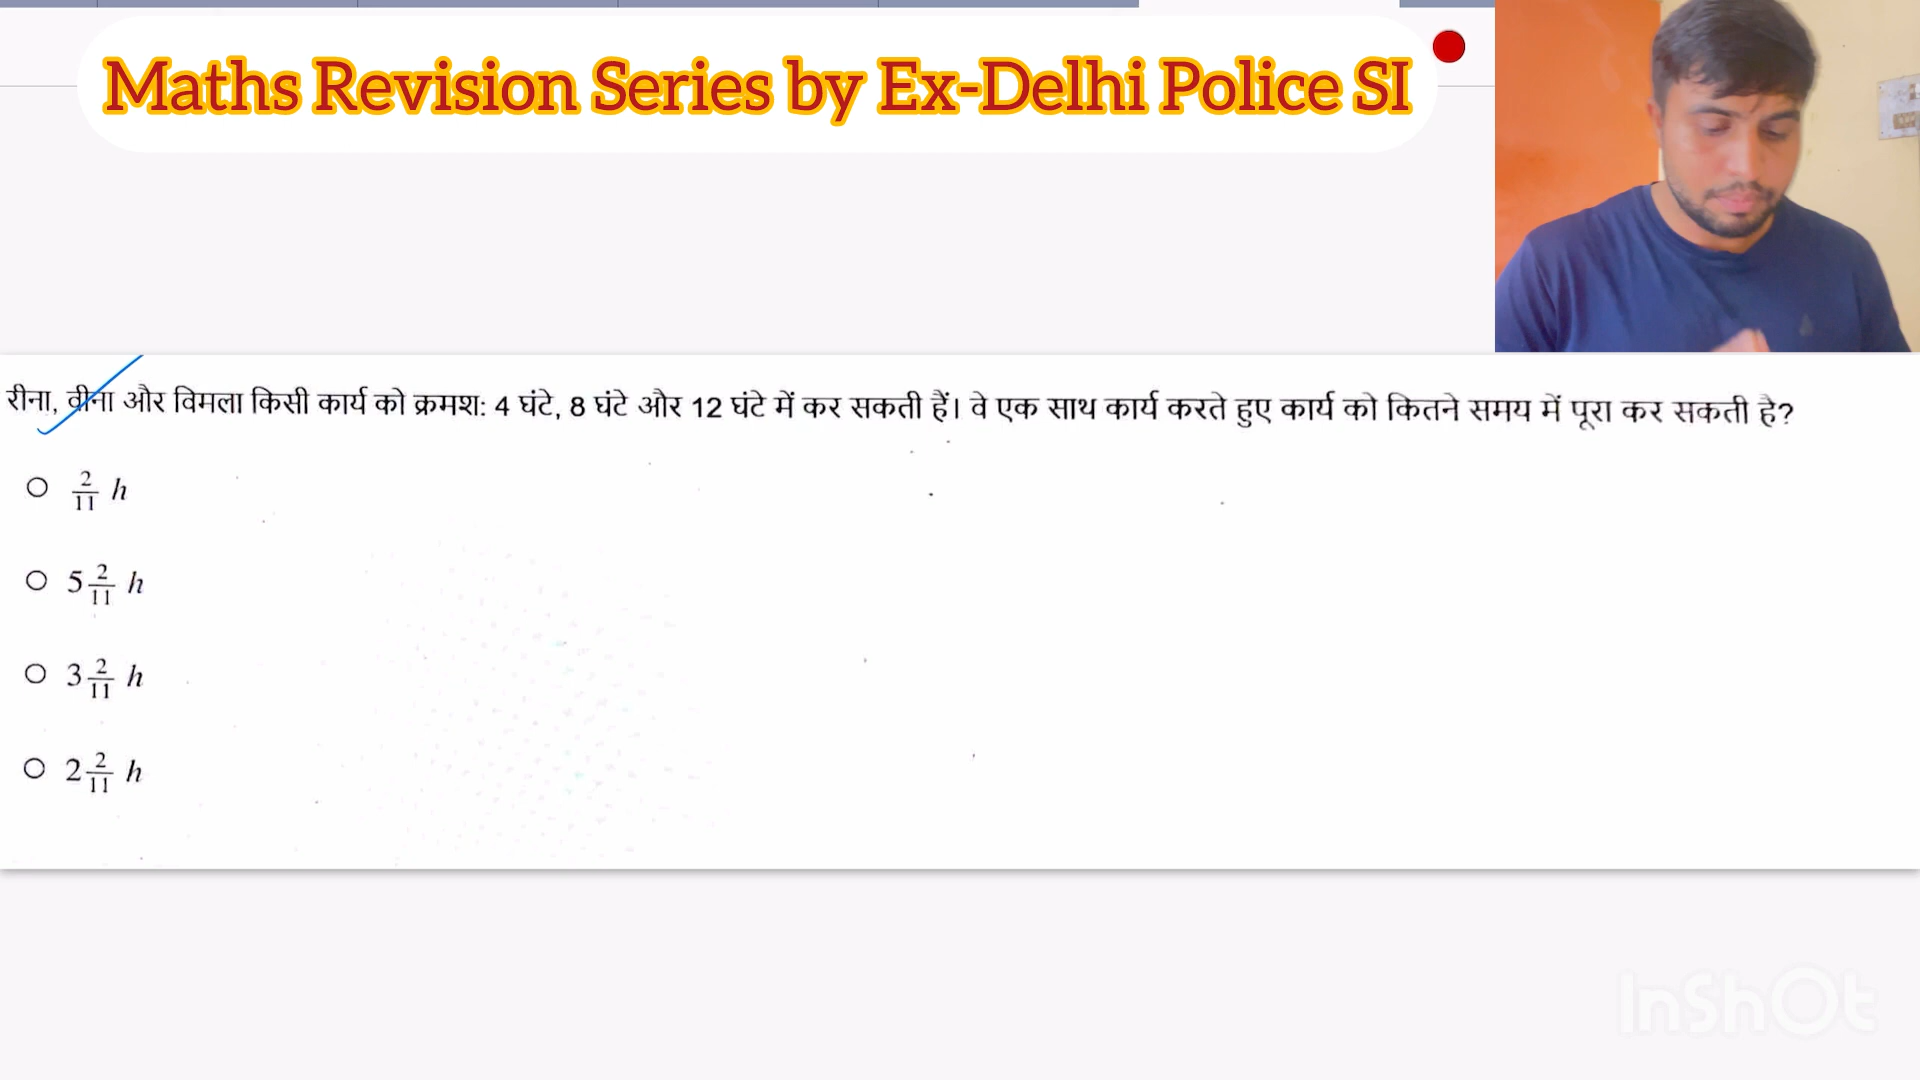 Maths Revision Series by Ex-Delhi Police SI
रीना, वीना और विमला किसी कार्य को क्रमश: 4 घंटे, 8 घंटे और 12 घंटे में कर सकती हैं। वे एक साथ कार्य करते हुए कार्य को कितने समय में पूरा कर सकती है?
2/11 h
5 2/11 h
3 2/11 h
2 2/11 h
InShOt